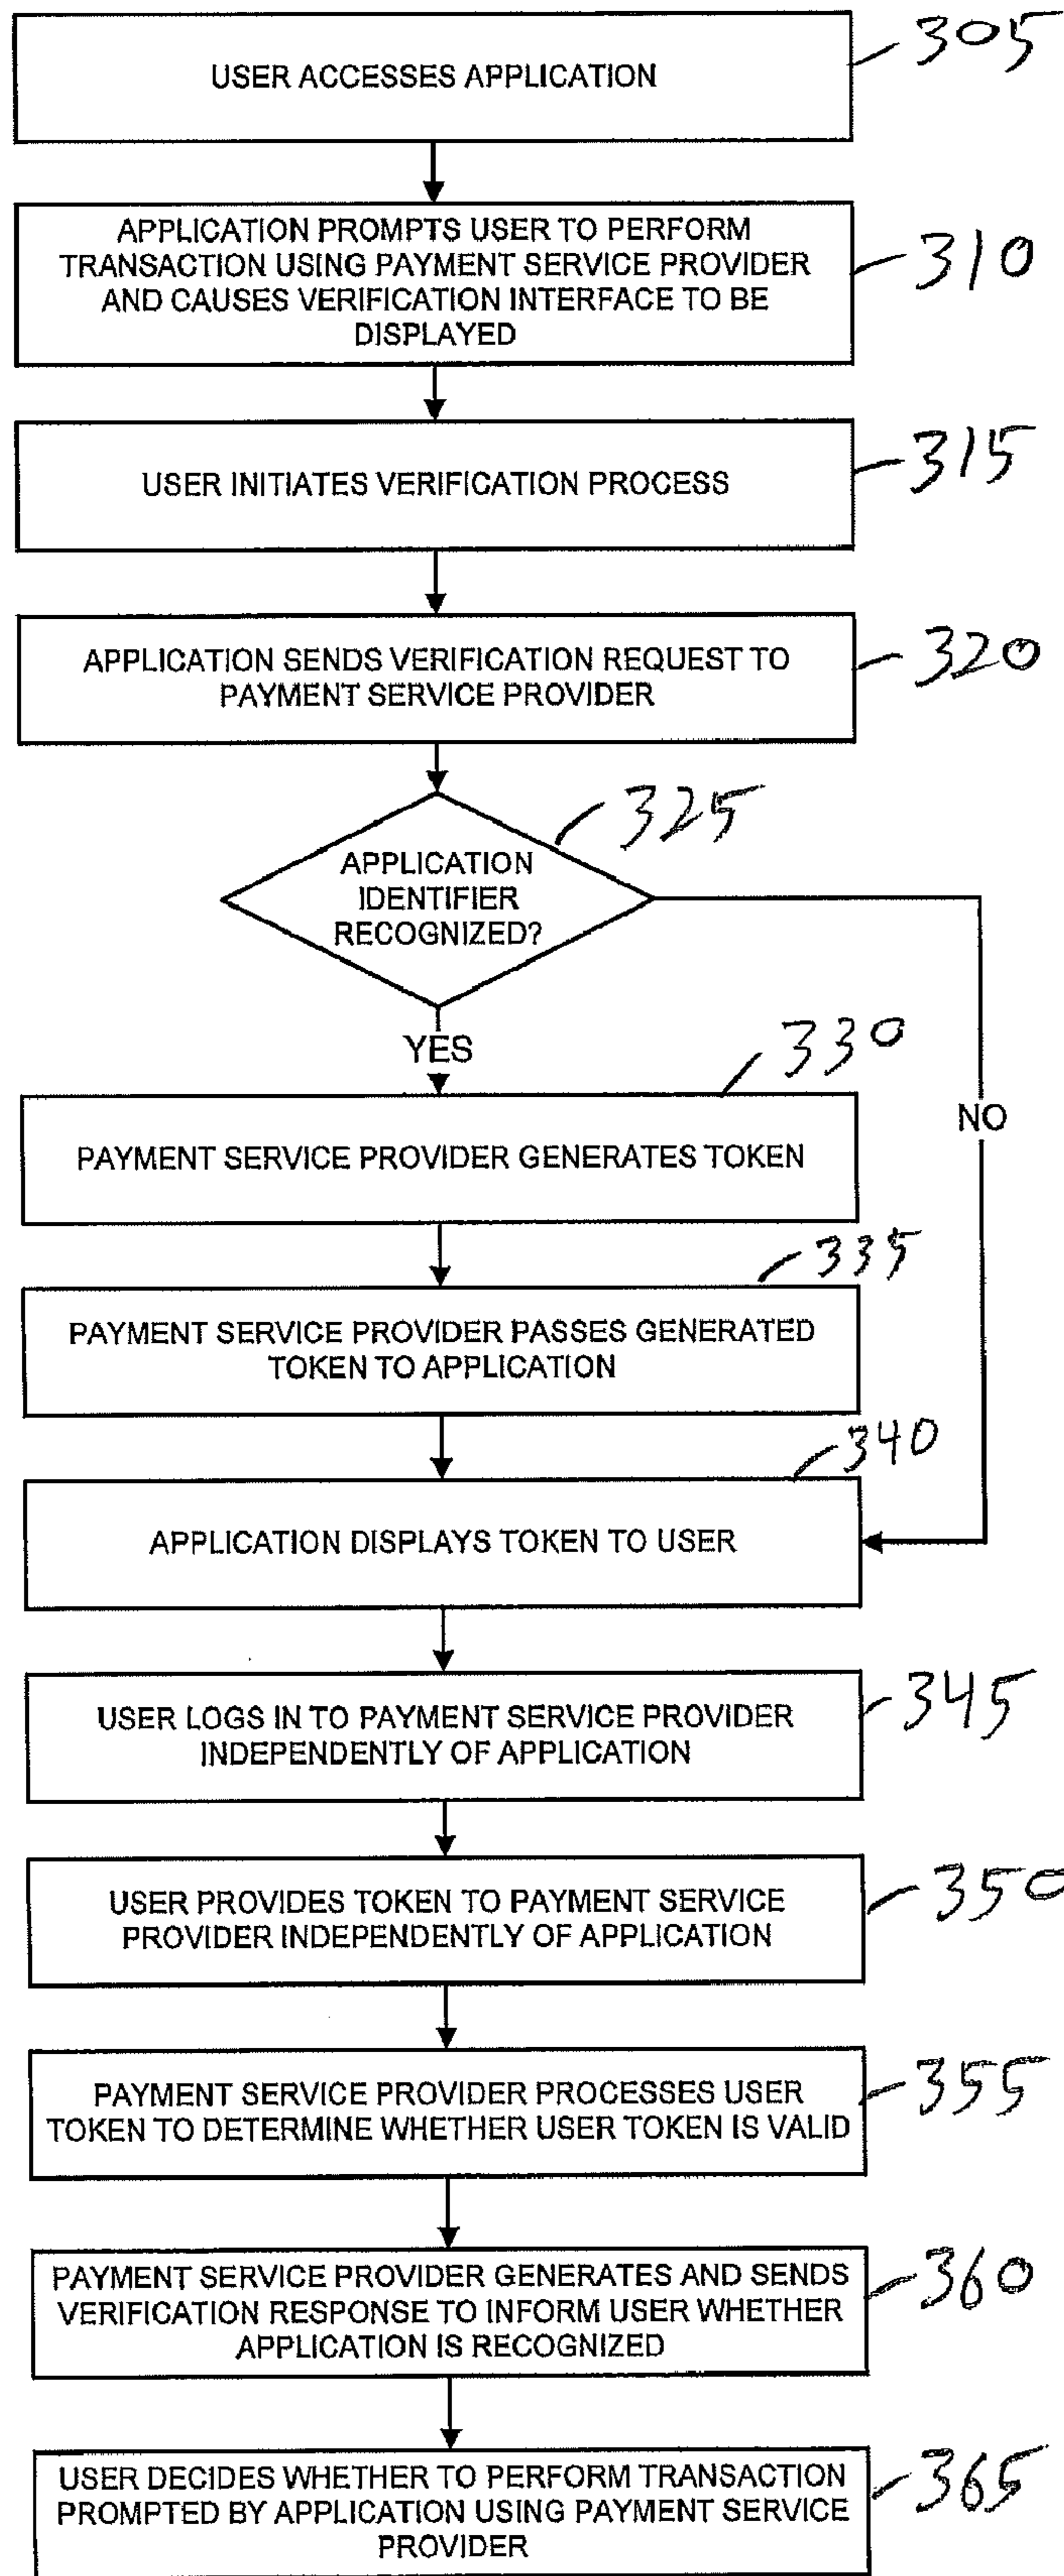 USER ACCESSES APPLICATION
305
APPLICATION PROMPTS USER TO PERFORM
TRANSACTION USING PAYMENT SERVICE PROVIDER
AND CAUSES VERIFICATION INTERFACE TO BE
DISPLAYED
310
USER INITIATES VERIFICATION PROCESS
315
APPLICATION SENDS VERIFICATION REQUEST TO
PAYMENT SERVICE PROVIDER
320
325
APPLICATION
IDENTIFIER
RECOGNIZED?
YES
NO
330
PAYMENT SERVICE PROVIDER GENERATES TOKEN
335
PAYMENT SERVICE PROVIDER PASSES GENERATED
TOKEN TO APPLICATION
340
APPLICATION DISPLAYS TOKEN TO USER
USER LOGS IN TO PAYMENT SERVICE PROVIDER
INDEPENDENTLY OF APPLICATION
345
USER PROVIDES TOKEN TO PAYMENT SERVICE
PROVIDER INDEPENDENTLY OF APPLICATION
350
PAYMENT SERVICE PROVIDER PROCESSES USER
TOKEN TO DETERMINE WHETHER USER TOKEN IS VALID
355
PAYMENT SERVICE PROVIDER GENERATES AND SENDS
VERIFICATION RESPONSE TO INFORM USER WHETHER
APPLICATION IS RECOGNIZED
360
USER DECIDES WHETHER TO PERFORM TRANSACTION
PROMPTED BY APPLICATION USING PAYMENT SERVICE
PROVIDER
365